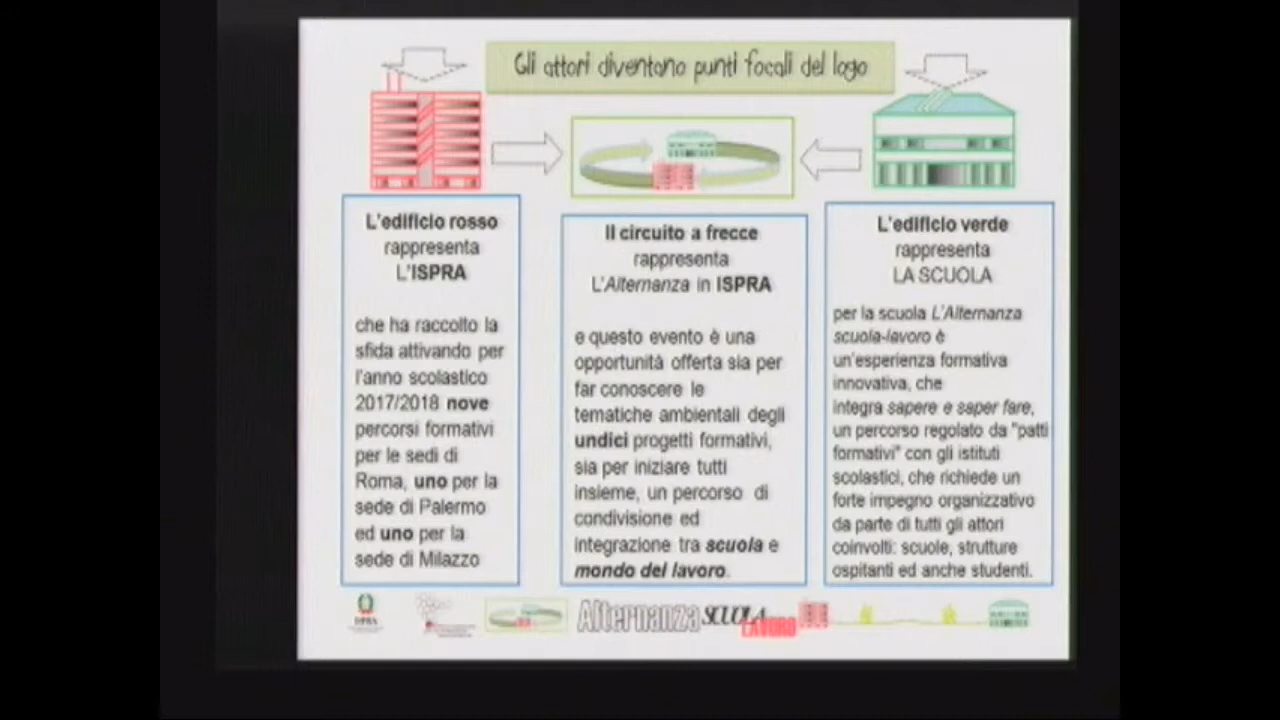 Gli attori diventano punti focali del logo
L'edificio rosso
rappresenta
L'ISPRA
che ha raccolto la
sfida attivando per
l'anno scolastico
2017/2018 nove
percorsi formativi
per le sedi di
Roma, uno per la
sede di Palermo
ed uno per la
sede di Milazzo
Il circuito a frecce
rappresenta
L'Alternanza in ISPRA
e questo evento è una
opportunità offerta sia per
far conoscere le
tematiche ambientali degli
undici progetti formativi,
sia per iniziare tutti
insieme, un percorso di
condivisione ed
integrazione tra scuola e
mondo del lavoro.
L'edificio verde
rappresenta
LA SCUOLA
per la scuola L'Alternanza
scuola-lavoro è
un'esperienza formativa
innovativa, che
integra sapere e saper fare,
un percorso regolato da "patti
formativi" con gli istituti
scolastici, che richiede un
forte impegno organizzativo
da parte di tutti gli attori
coinvolti: scuole, strutture
ospitanti ed anche studenti.
ISPRA
Alternanza SCUOLA
LAVORO